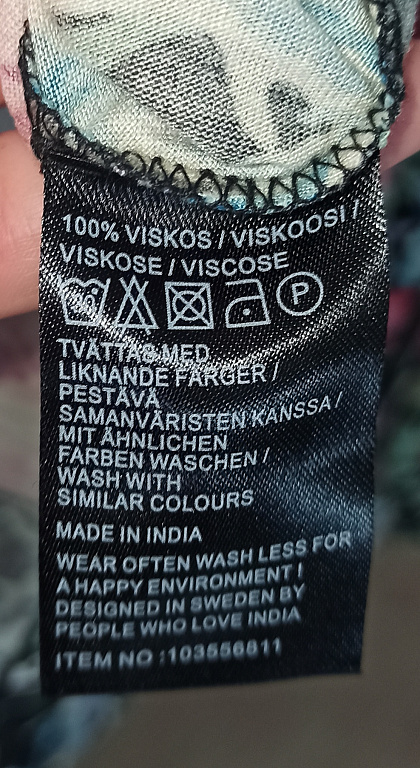 100% VISKOS / VISKOOSI /
VISKOSE / VISCOSE
P
TVÄTTAS MED
LIKNANDE FÄRGER /
PESTÄVÄ
SAMANVÄRISTEN KANSSA /
MIT ÄHNLICHEN
FARBEN WASCHEN /
WASH WITH
SIMILAR COLOURS
MADE IN INDIA
WEAR OFTEN WASH LESS FOR
A HAPPY ENVIRONMENT !
DESIGNED IN SWEDEN BY
PEOPLE WHO LOVE INDIA
ITEM NO :103556811